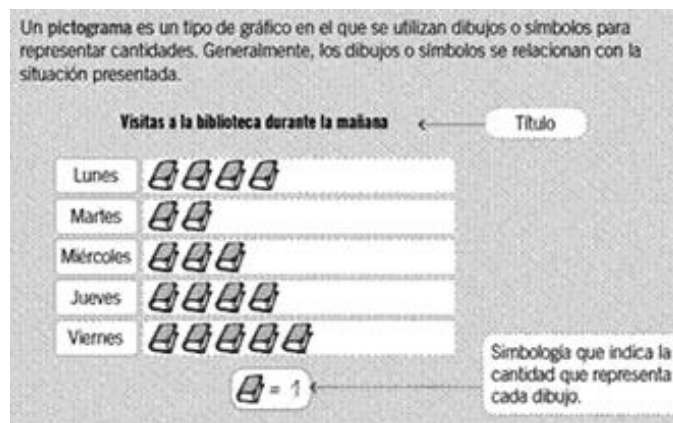 Un pictograma es un tipo de gráfico en el que se utilizan dibujos o símbolos para
representar cantidades. Generalmente, los dibujos o símbolos se relacionan con la
situación presentada.
Visitas a la biblioteca durante la mañana
Título
Lunes
Martes
Miércoles
Jueves
Viernes
= 1
Simbología que indica la
cantidad que representa
cada dibujo.